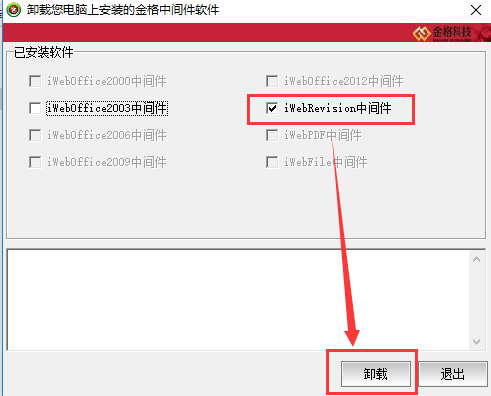 卸载您电脑上安装的金格中间件软件
金格科技
已安装软件
iWebOffice2000中间件
iWebOffice2012中间件
iWebOffice2003中间件
iWebRevision中间件
iWebOffice2006中间件
iWebPDF中间件
iWebOffice2009中间件
iWebFile中间件
卸载
退出